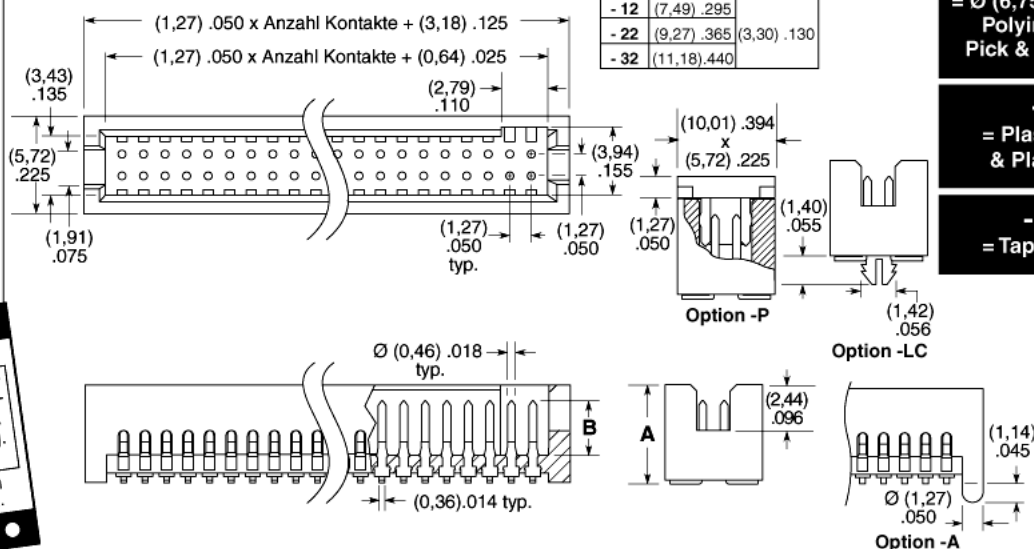 (1,27) .050 x Anzahl Kontakte + (3,18) .125
(1,27) .050 x Anzahl Kontakte + (0,64) .025
(3,43)
.135
(2,79)
.110
(5,72)
.225
(3,94)
.155
(1,91)
.075
(1,27)
.050
typ.
(1,27)
.050
- 12 (7,49) .295
- 22 (9,27) .365 (3,30) .130
- 32 (11,18).440
(10,01) .394
x
(5,72) .225
(1,27)
.050
(1,40)
.055
Option -P
(1,42)
.056
Option -LC
Pick &
= Tap
Ø (0,46) .018
typ.
B
(0,36).014 typ.
A
(2,44)
.096
(1,14)
.045
Ø (1,27)
.050
Option -A